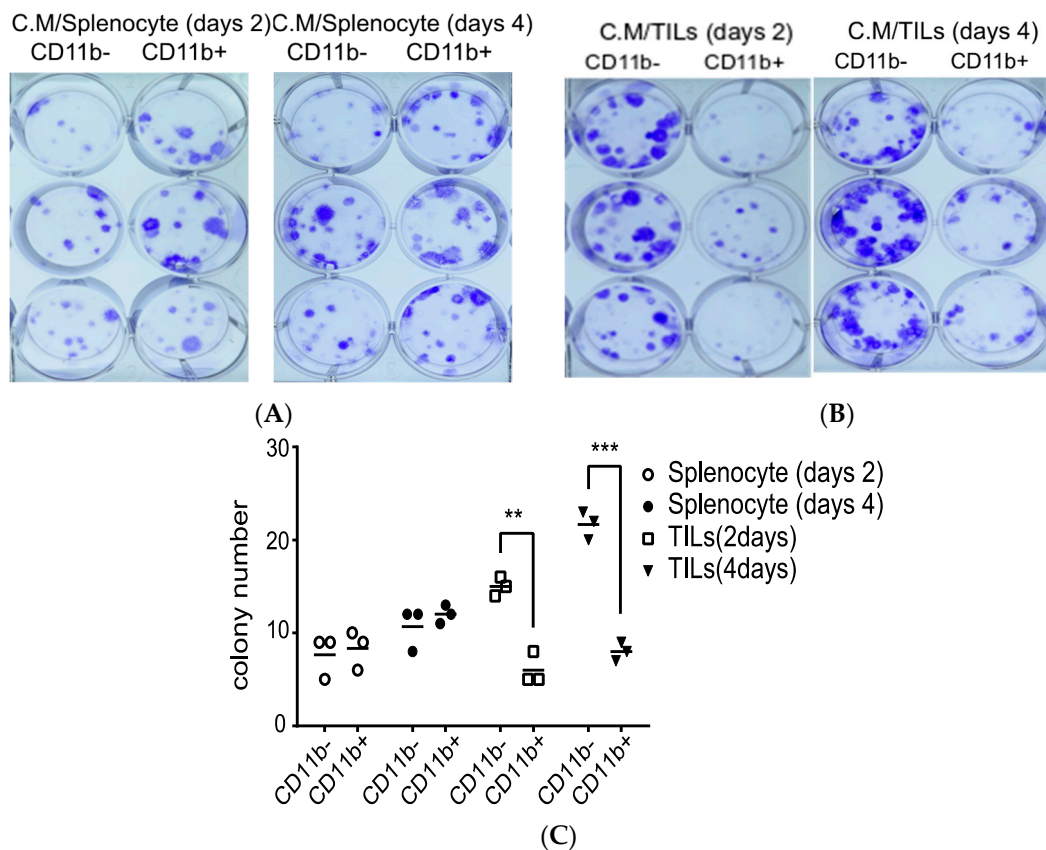 C.M/Splenocyte (days 2) C.M/Splenocyte (days 4)
CD11b- CD11b+ CD11b- CD11b+
C.M/TILs (days 2) C.M/TILs (days 4)
CD11b- CD11b+ CD11b- CD11b+
(A) (B)
30
20
10
0
colony number
** ***
Splenocyte (days 2)
Splenocyte (days 4)
TILs(2days)
TILs(4days)
CD11b- CD11b+ CD11b- CD11b+ CD11b- CD11b+ CD11b- CD11b+
(C)